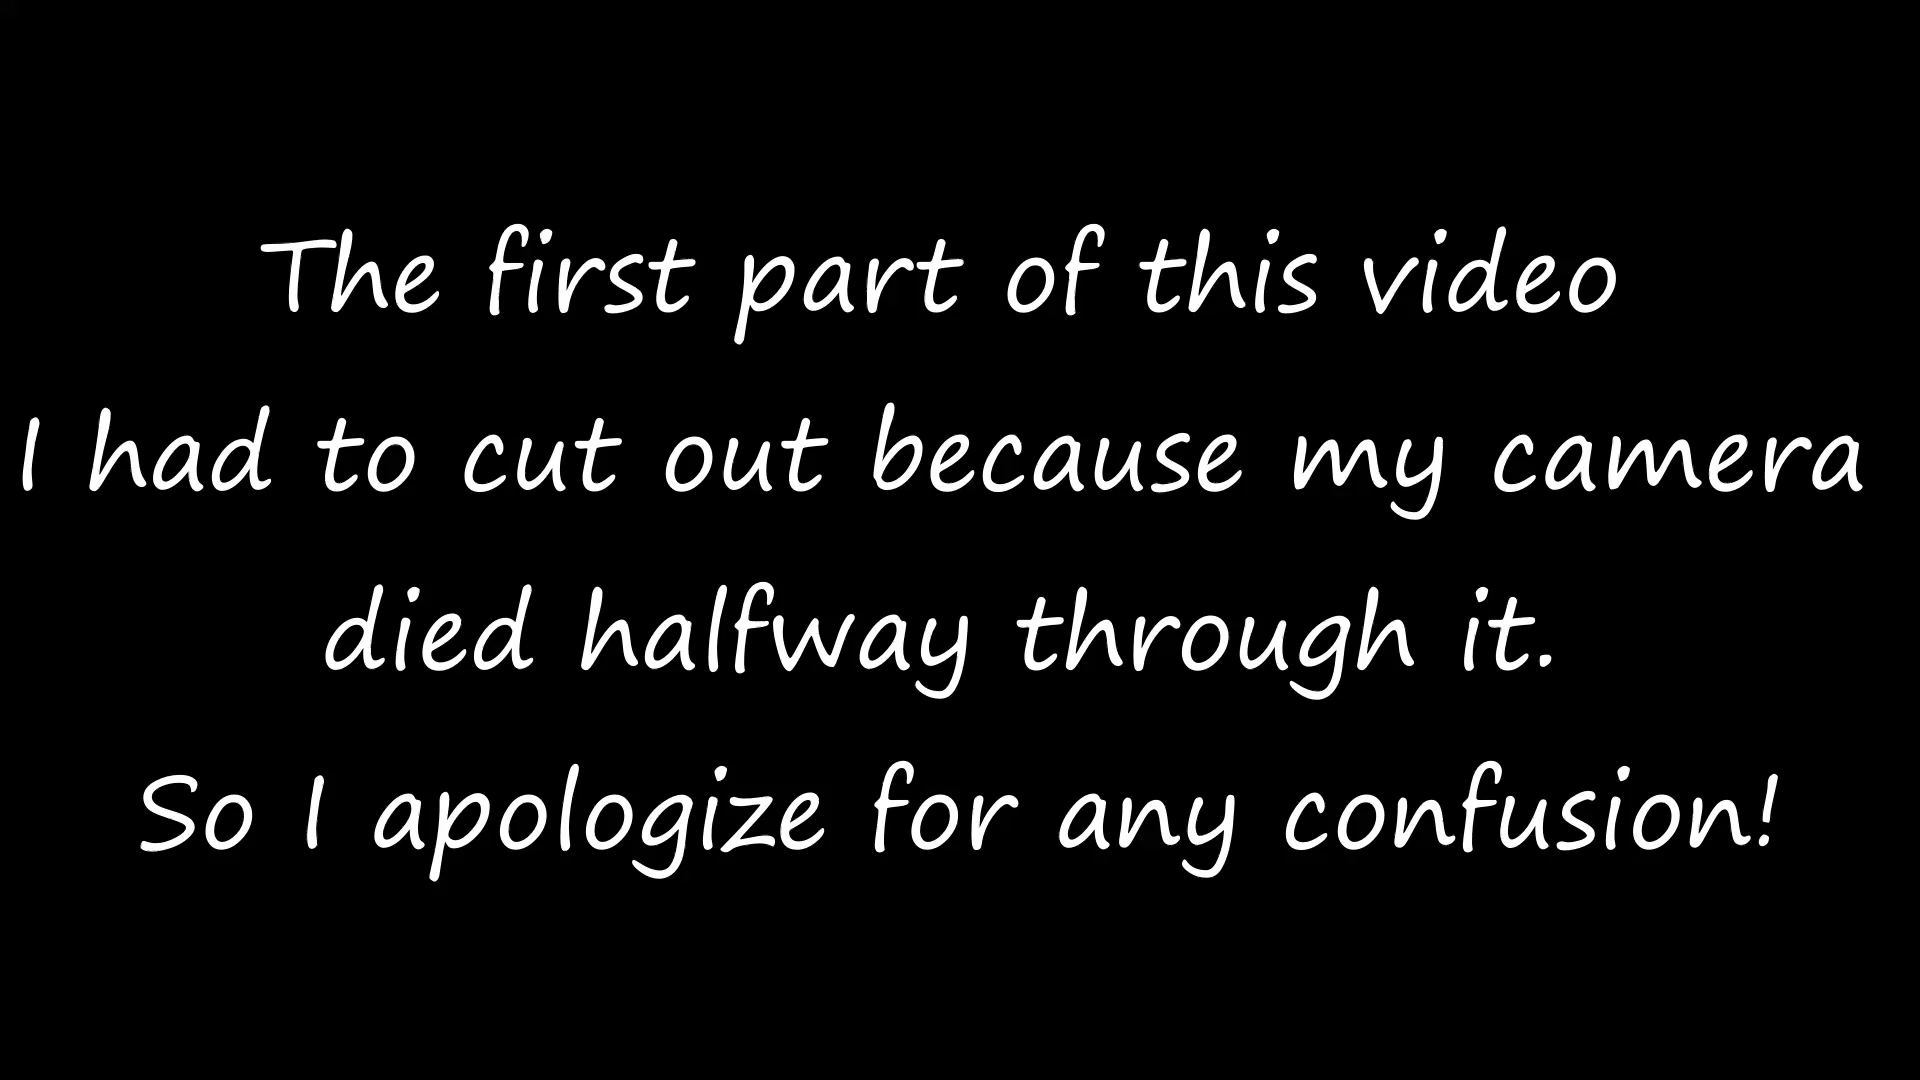 The first part of this video
I had to cut out because my camera
died halfway through it.
So I apologize for any confusion!